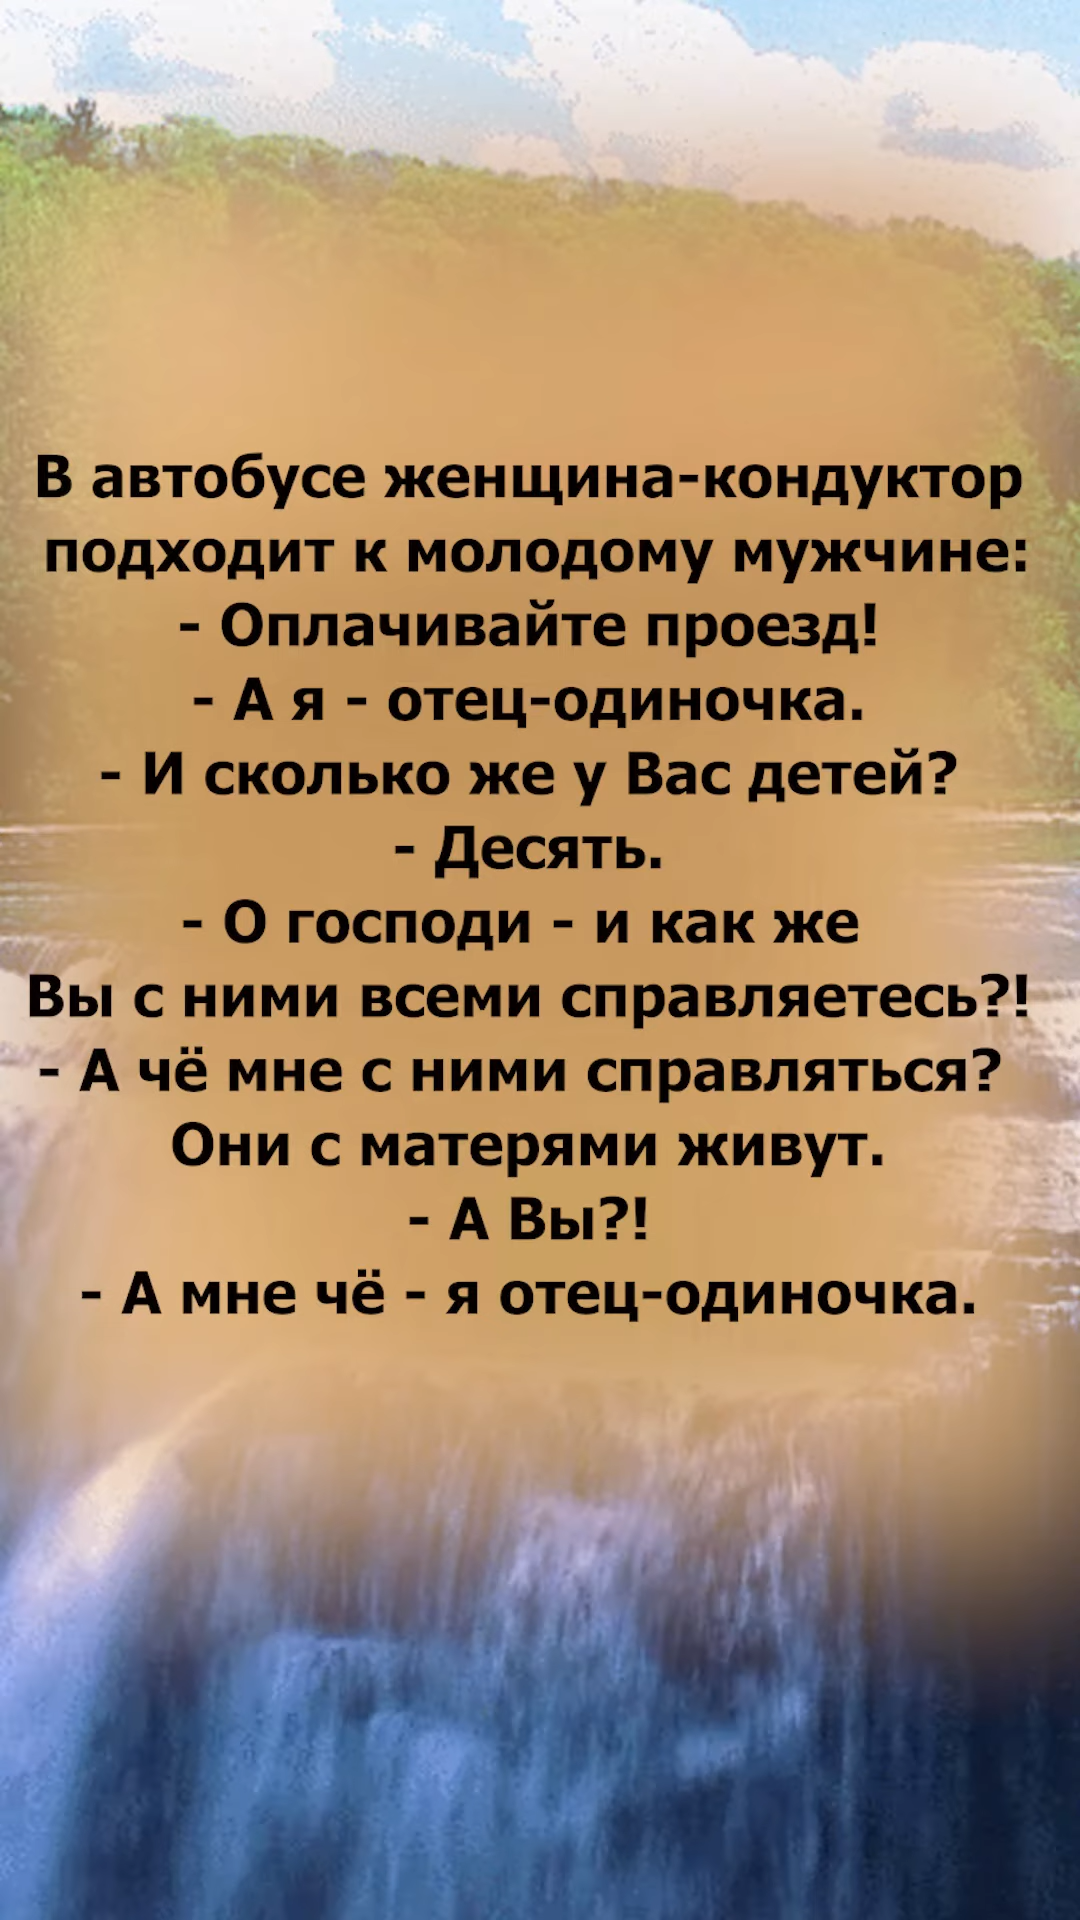 В автобусе женщина-кондуктор
подходит к молодому мужчине:
- Оплачивайте проезд!
- А я - отец-одиночка.
- И сколько же у Вас детей?
- Десять.
- О господи - и как же
Вы с ними всеми справляетесь?!
- А чё мне с ними справляться?
Они с матерями живут.
- А Вы?!
- А мне чё - я отец-одиночка.